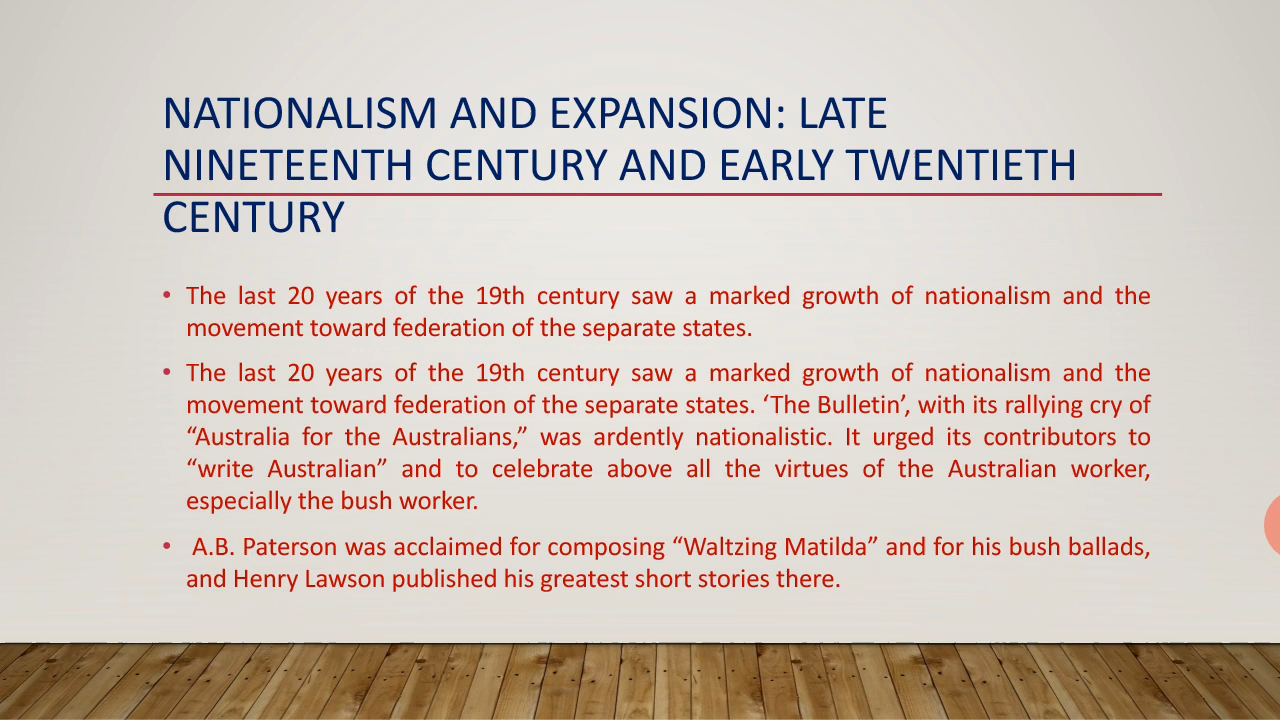 NATIONALISM AND EXPANSION: LATE
NINETEENTH CENTURY AND EARLY TWENTIETH
CENTURY
• The last 20 years of the 19th century saw a marked growth of nationalism and the
movement toward federation of the separate states.
• The last 20 years of the 19th century saw a marked growth of nationalism and the
movement toward federation of the separate states. ‘The Bulletin’, with its rallying cry of
“Australia for the Australians,” was ardently nationalistic. It urged its contributors to
“write Australian” and to celebrate above all the virtues of the Australian worker,
especially the bush worker.
• A.B. Paterson was acclaimed for composing “Waltzing Matilda” and for his bush ballads,
and Henry Lawson published his greatest short stories there.